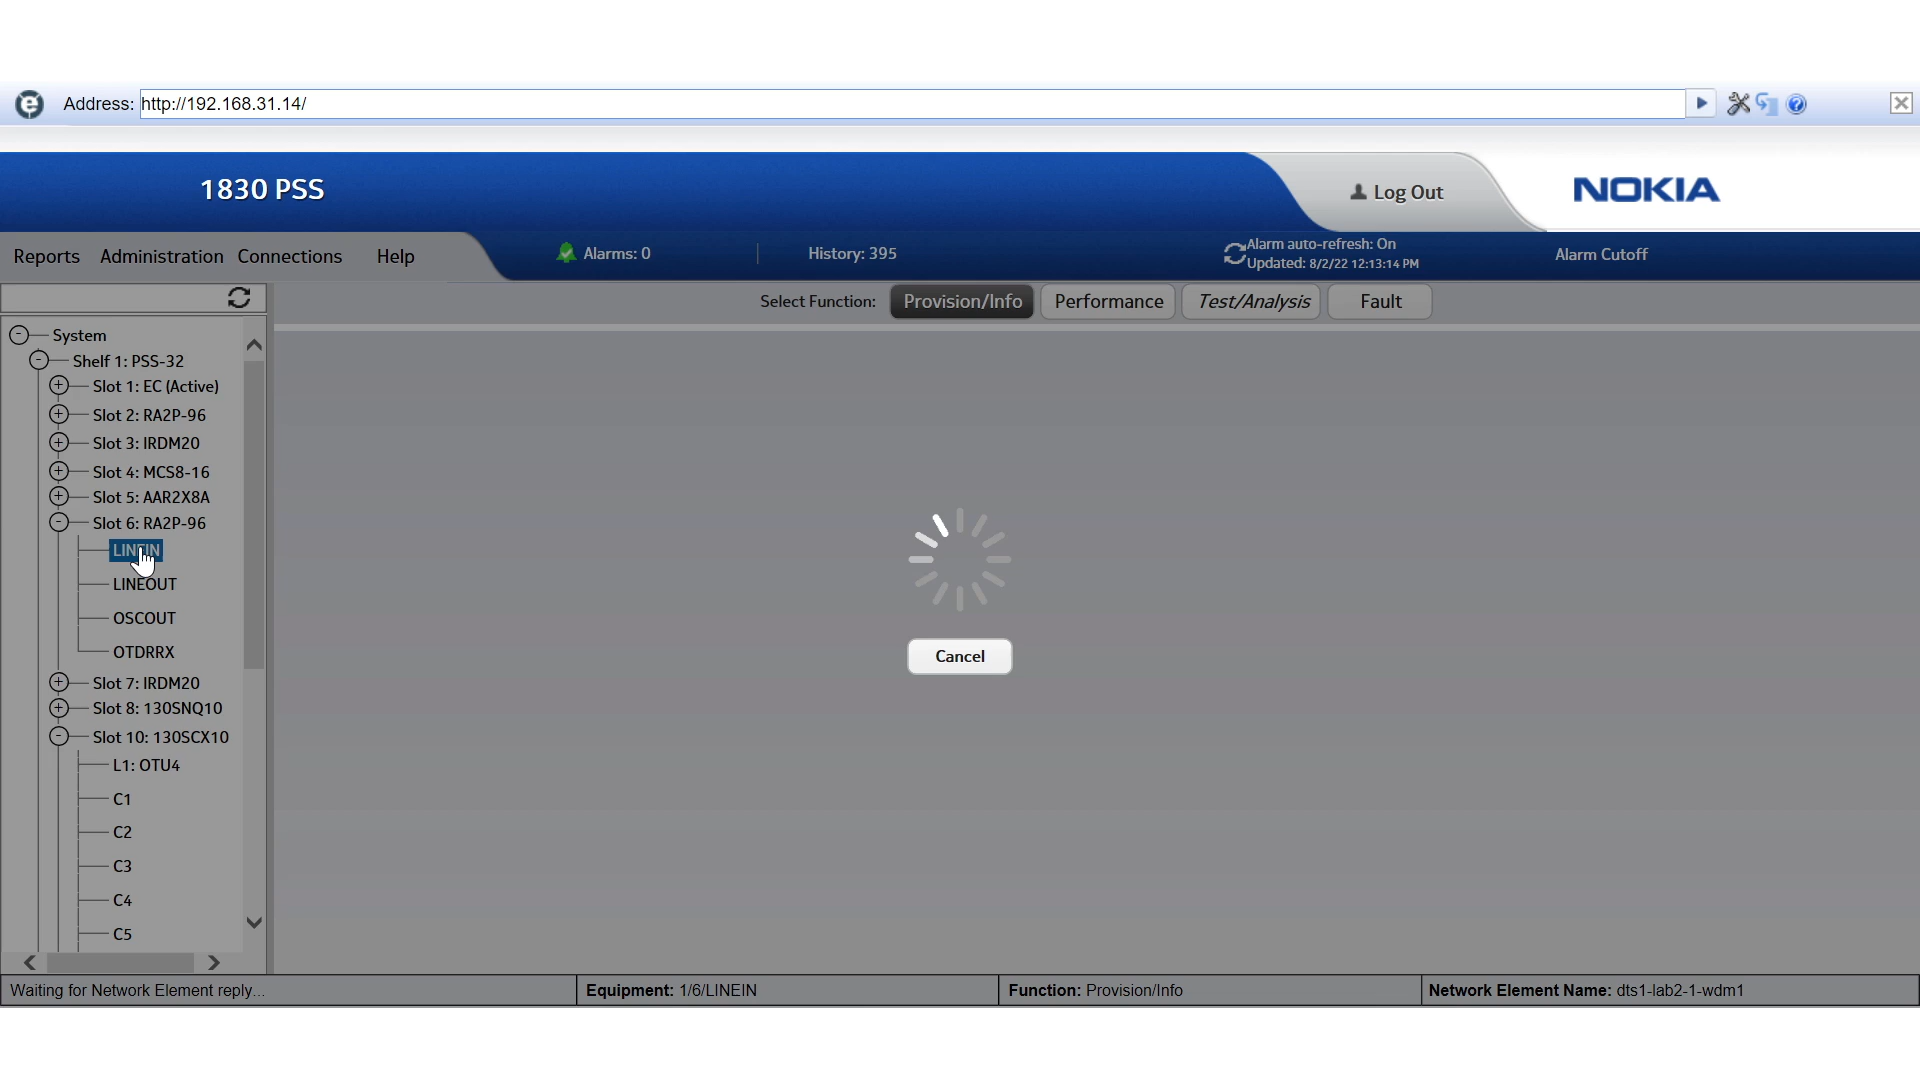 Address: http://192.168.31.14/
1830 PSS
Log Out
NOKIA
Reports Administration Connections Help
Alarms: 0
History: 395
Alarm auto-refresh: On
Updated: 8/2/22 12:13:14 PM
Alarm Cutoff
Select Function: Provision/Info Performance Test/Analysis Fault
System
Shelf 1: PSS-32
Slot 1: EC (Active)
Slot 2: RA2P-96
Slot 3: IRDM20
Slot 4: MCS8-16
Slot 5: AAR2X8A
Slot 6: RA2P-96
LINEIN
LINEOUT
OSCOUT
OTDRRX
Slot 7: IRDM20
Slot 8: 130SNQ10
Slot 10: 130SCX10
L1: OTU4
C1
C2
C3
C4
C5
Cancel
Waiting for Network Element reply...
Equipment: 1/6/LINEIN
Function: Provision/Info
Network Element Name: dts1-lab2-1-wdm1